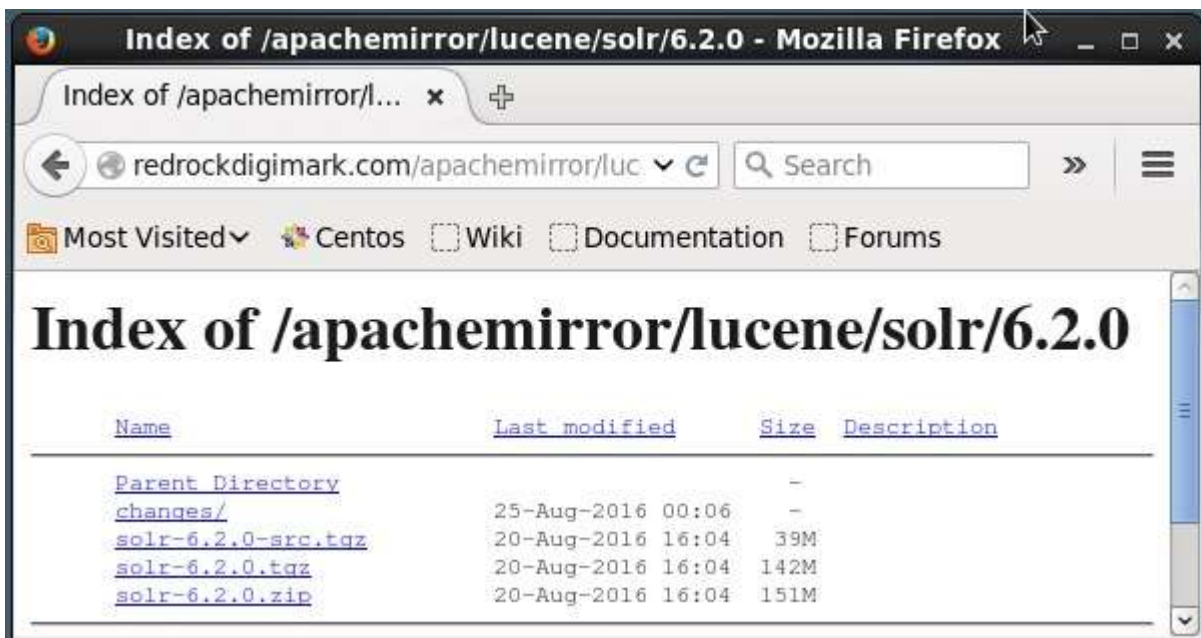 Index of /apachemirror/lucene/solr/6.2.0 - Mozilla Firefox
Index of /apachemirror/l...
redrockdigimark.com/apachemirror/luc
Search
Most Visited Centos Wiki Documentation Forums
Index of /apachemirror/lucene/solr/6.2.0
Name Last modified Size Description
Parent Directory -
changes/ 25-Aug-2016 00:06 -
solr-6.2.0-src.tgz 20-Aug-2016 16:04 39M
solr-6.2.0.tgz 20-Aug-2016 16:04 142M
solr-6.2.0.zip 20-Aug-2016 16:04 151M